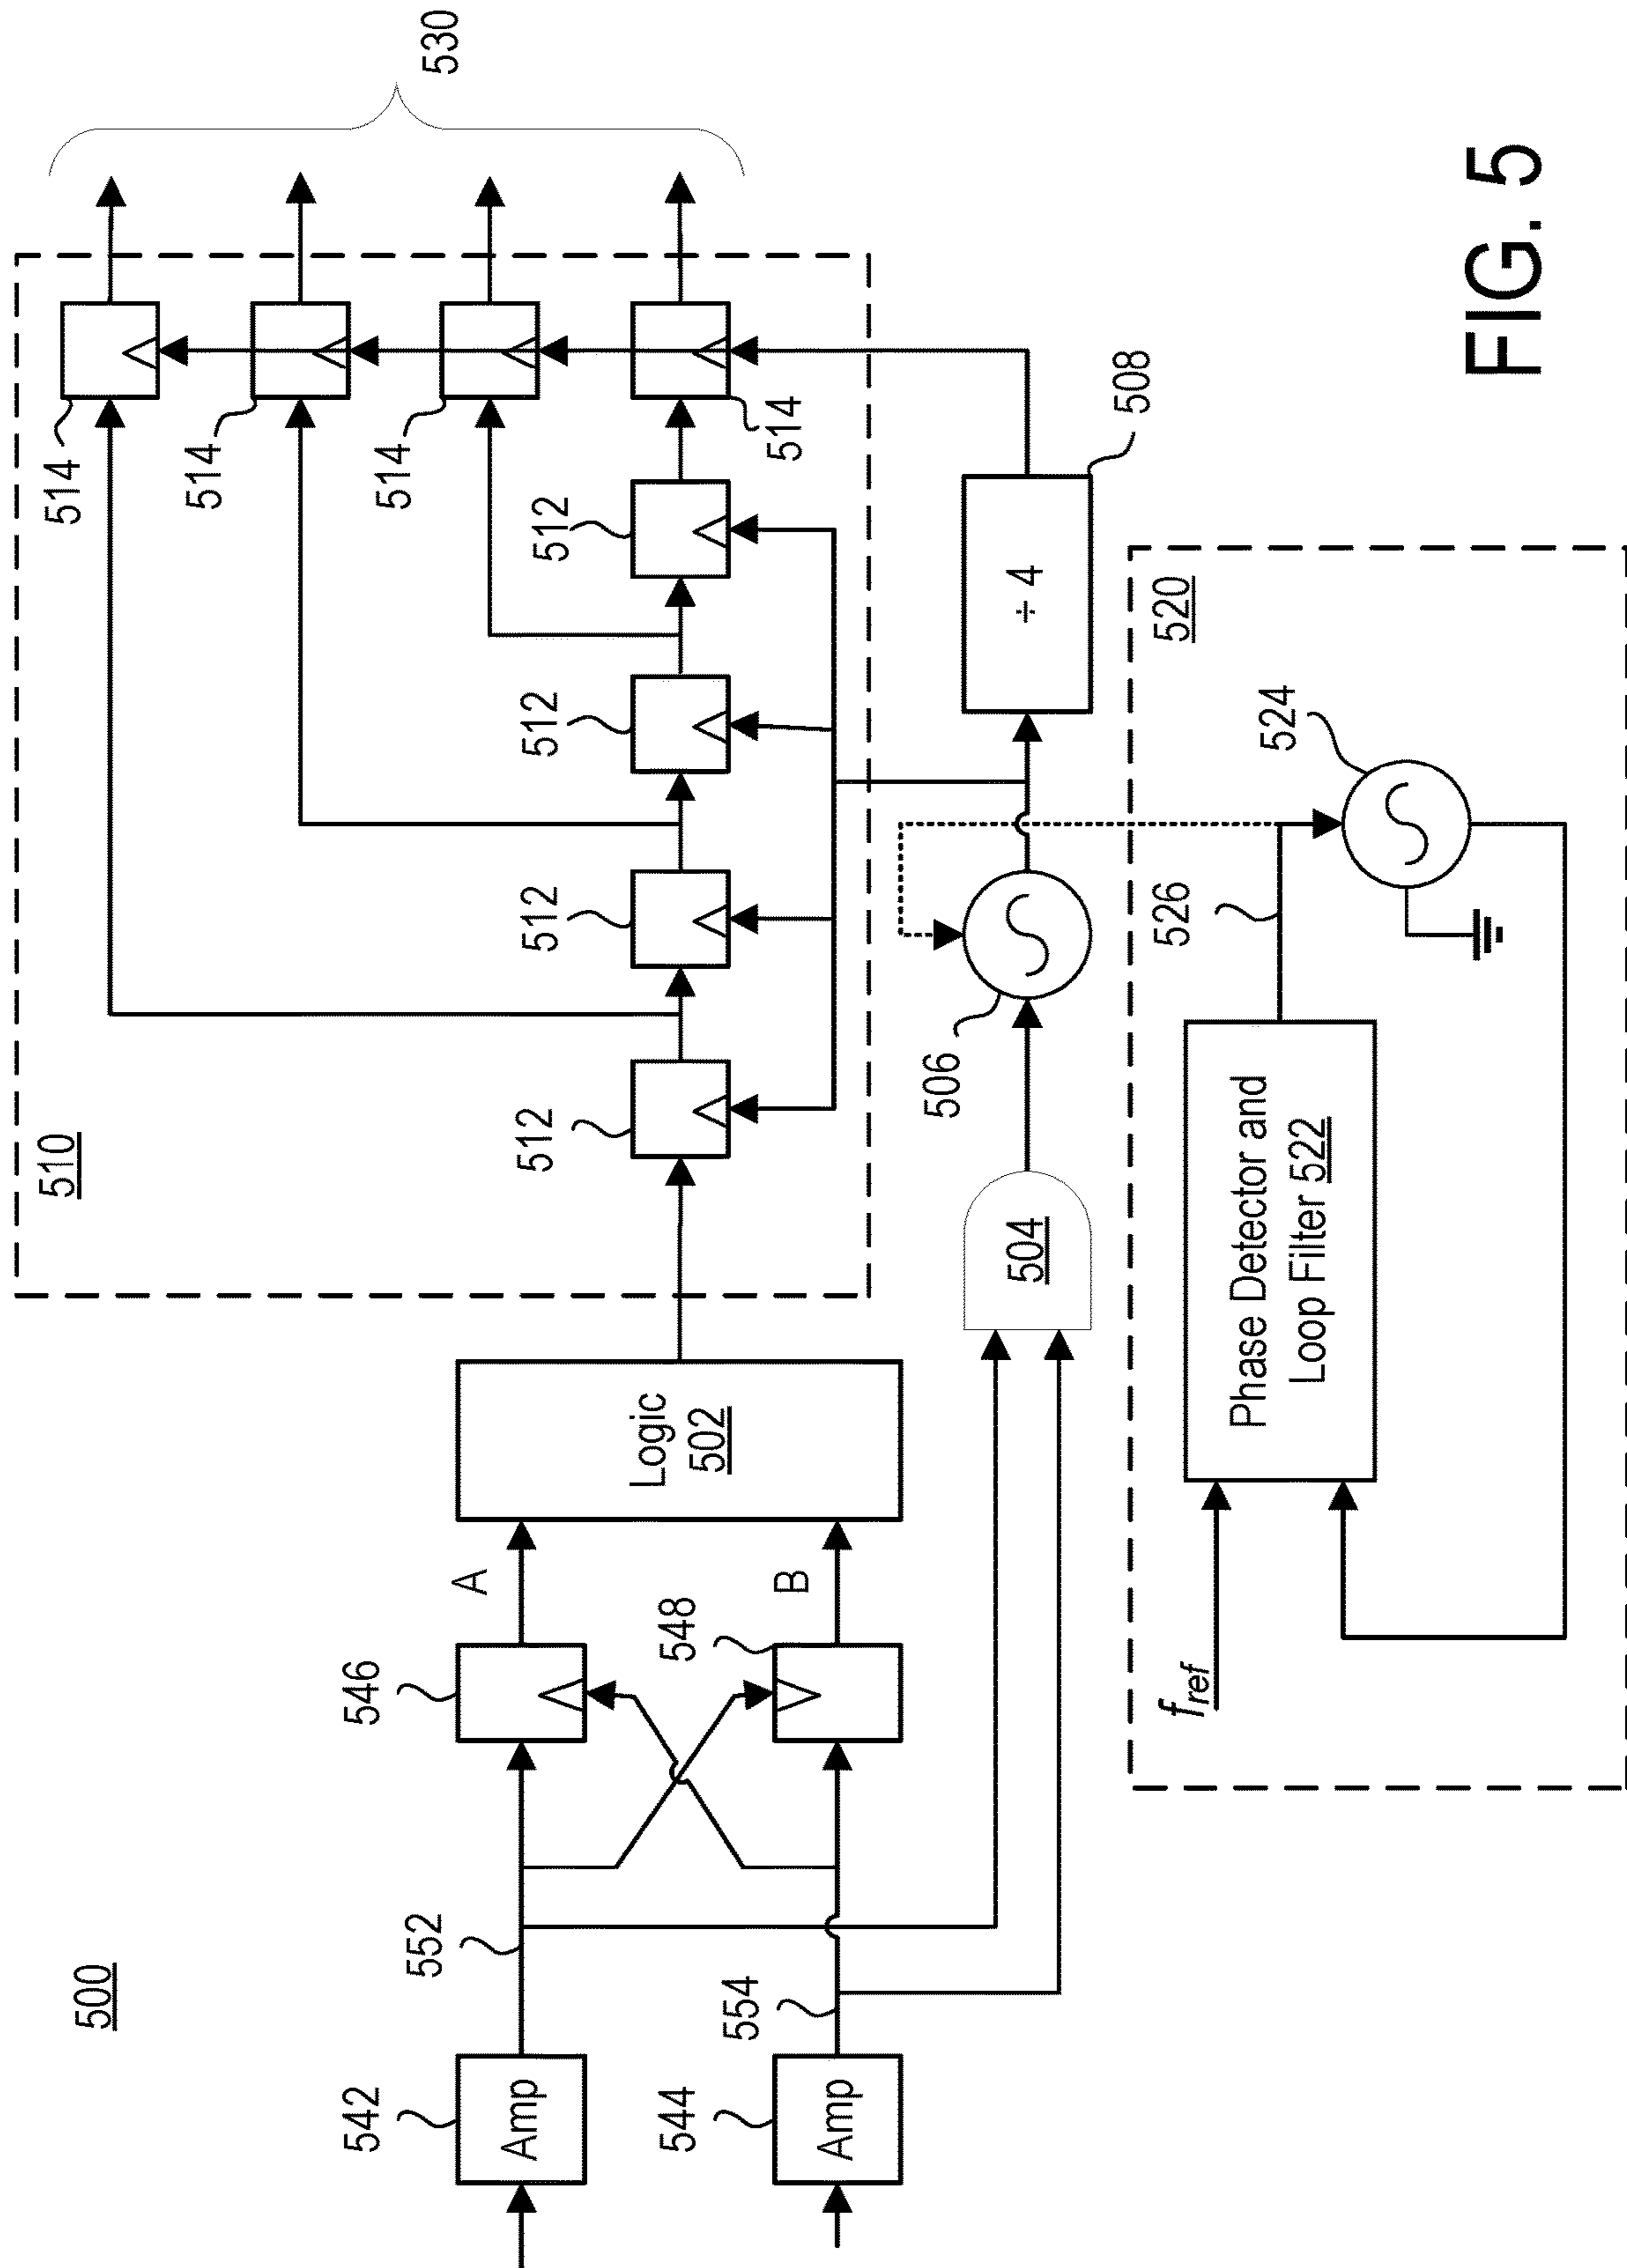 500
542
Amp
544
Amp
552
554
546
548
A
B
Logic
502
504
506
508
÷ 4
510
512
512
512
512
514
514
514
514
530
520
f_ref
Phase Detector and
Loop Filter 522
526
524
FIG. 5